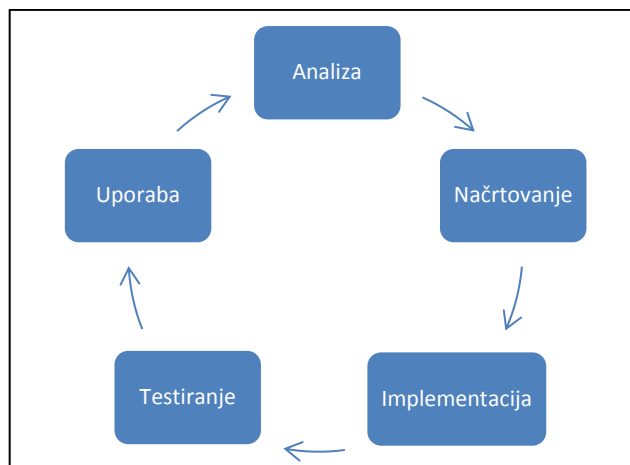 Analiza
Načrtovanje
Implementacija
Testiranje
Uporaba